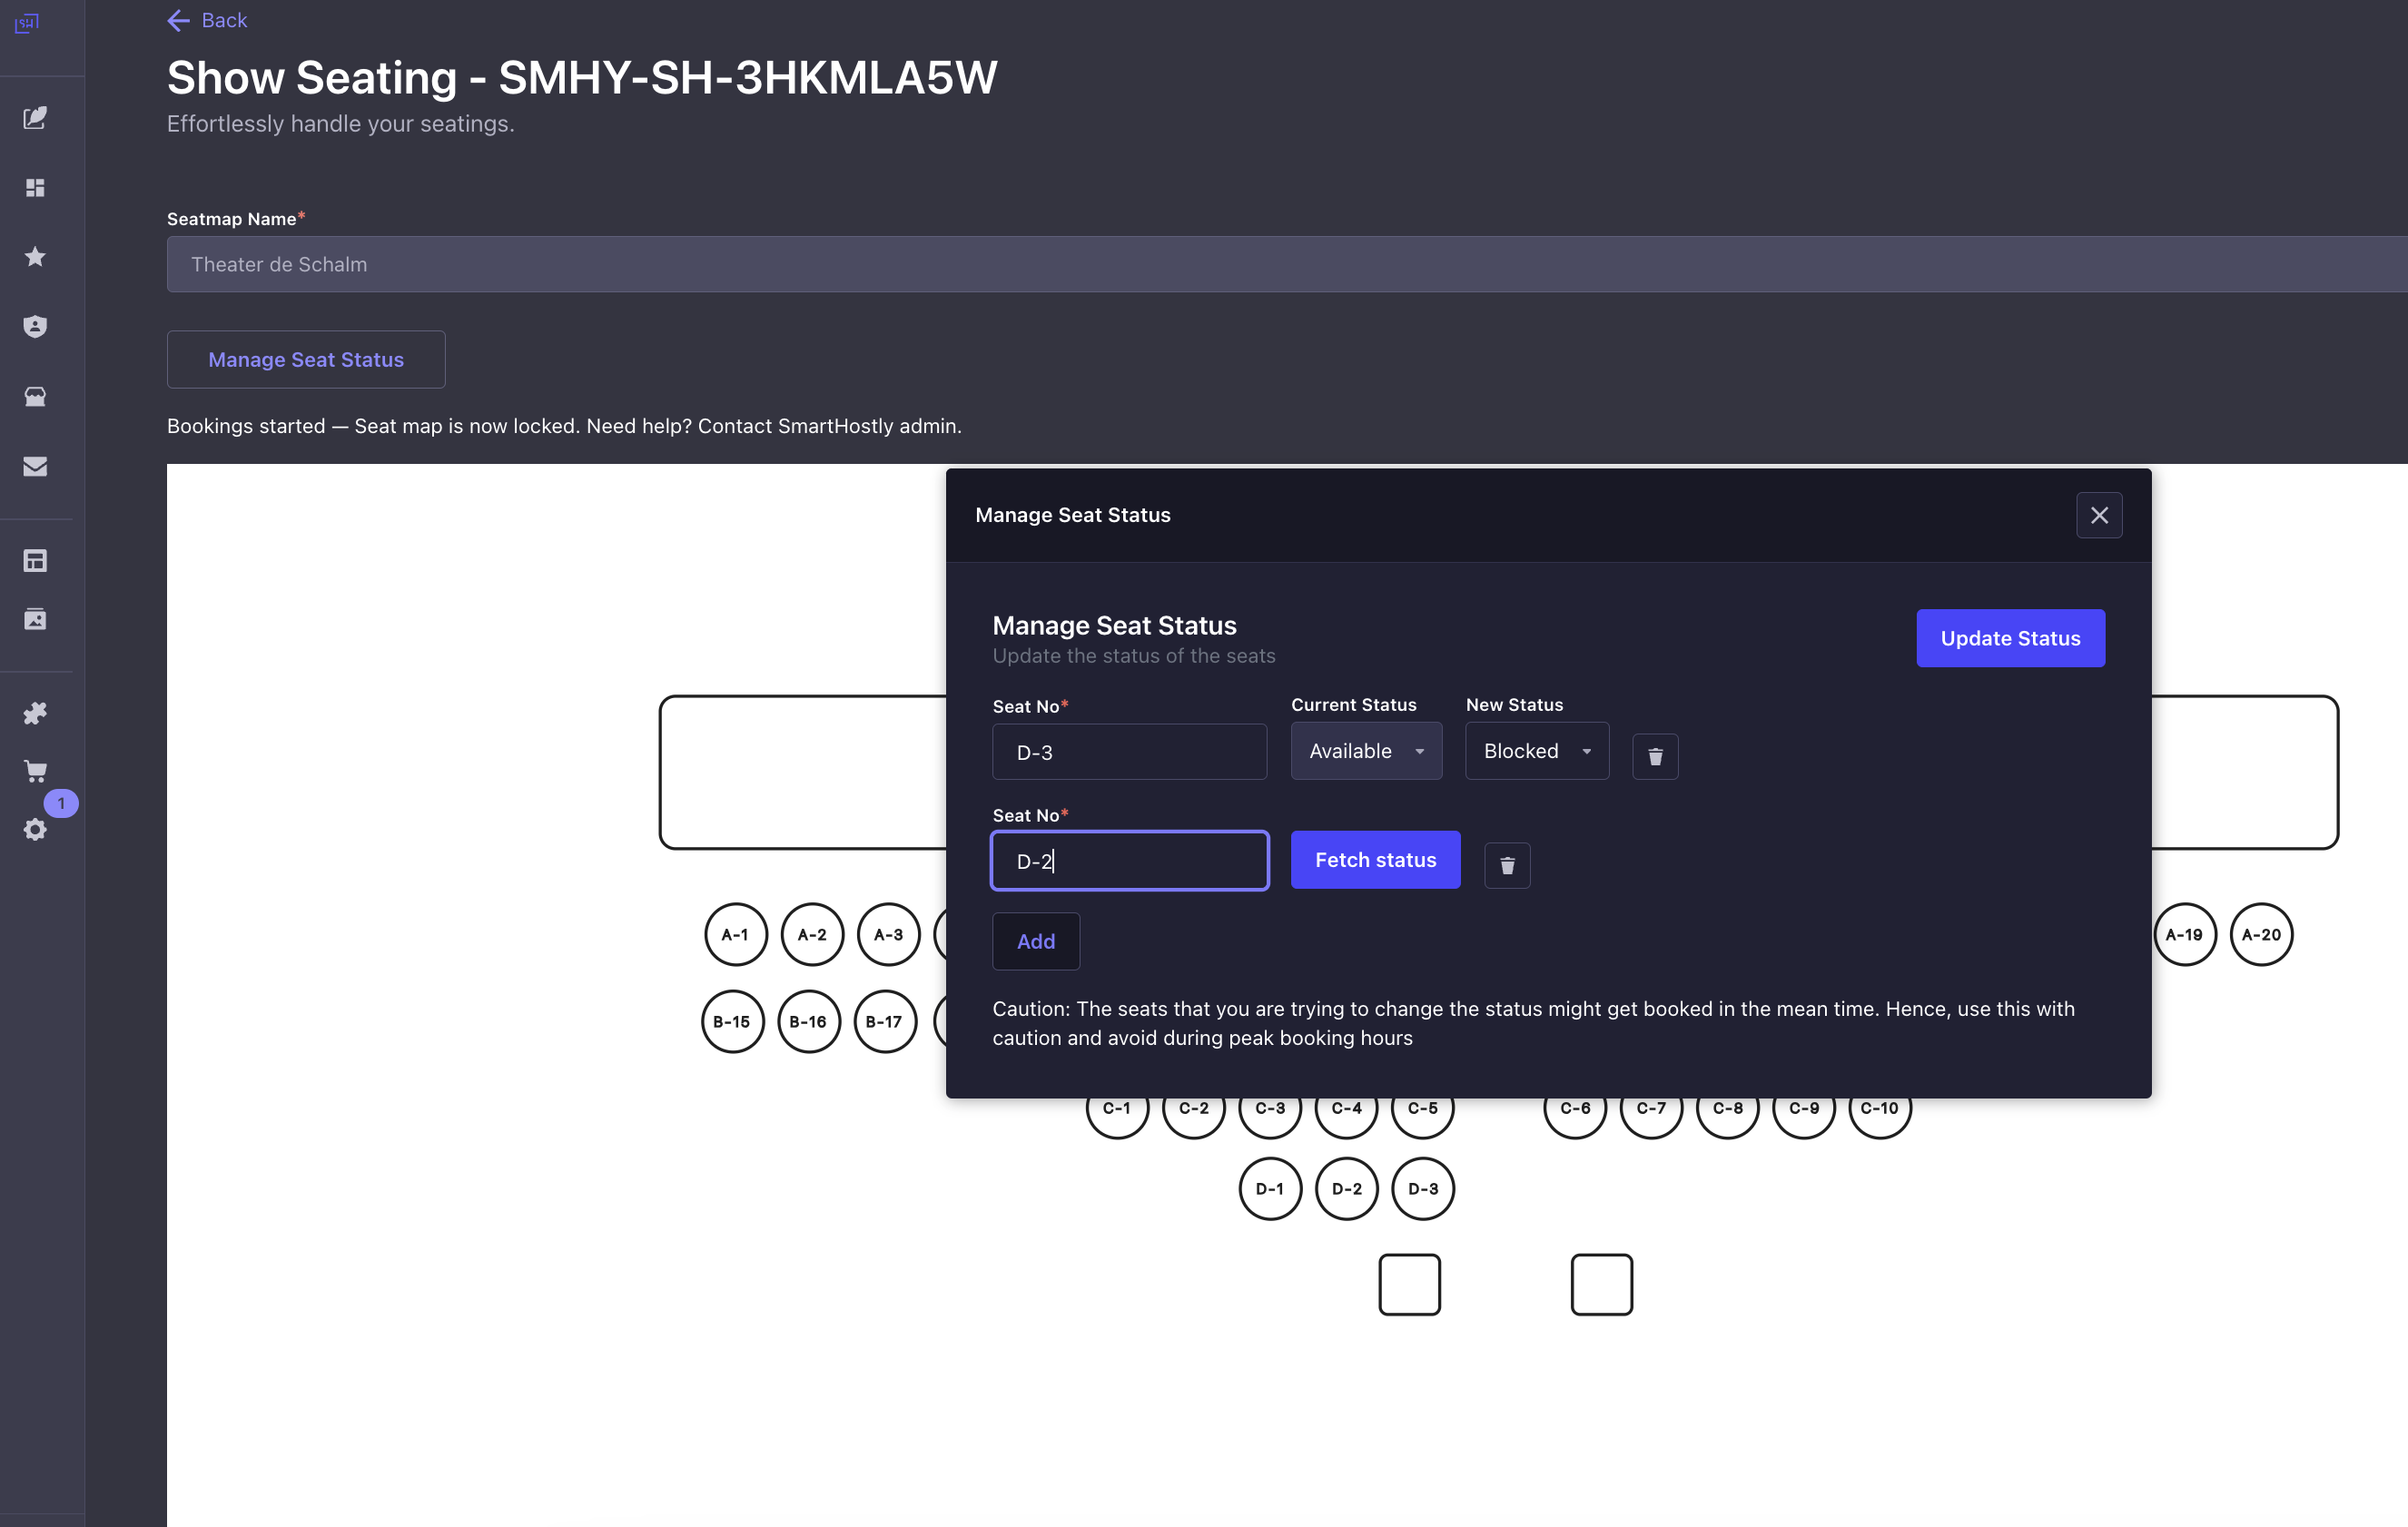 SH
Back
Show Seating - SMHY-SH-3HKMLA5W
Effortlessly handle your seatings.
Seatmap Name*
Theater de Schalm
Manage Seat Status
Bookings started — Seat map is now locked. Need help? Contact SmartHostly admin.
Manage Seat Status
Manage Seat Status
Update Status
Update the status of the seats
Seat No* Current Status New Status
D-3 Available Blocked
Seat No*
D-2 Fetch status
Add
Caution: The seats that you are trying to change the status might get booked in the mean time. Hence, use this with
caution and avoid during peak booking hours
1
A-1 A-2 A-3 A-19 A-20
B-15 B-16 B-17
C-1 C-2 C-3 C-4 C-5 C-6 C-7 C-8 C-9 C-10
D-1 D-2 D-3